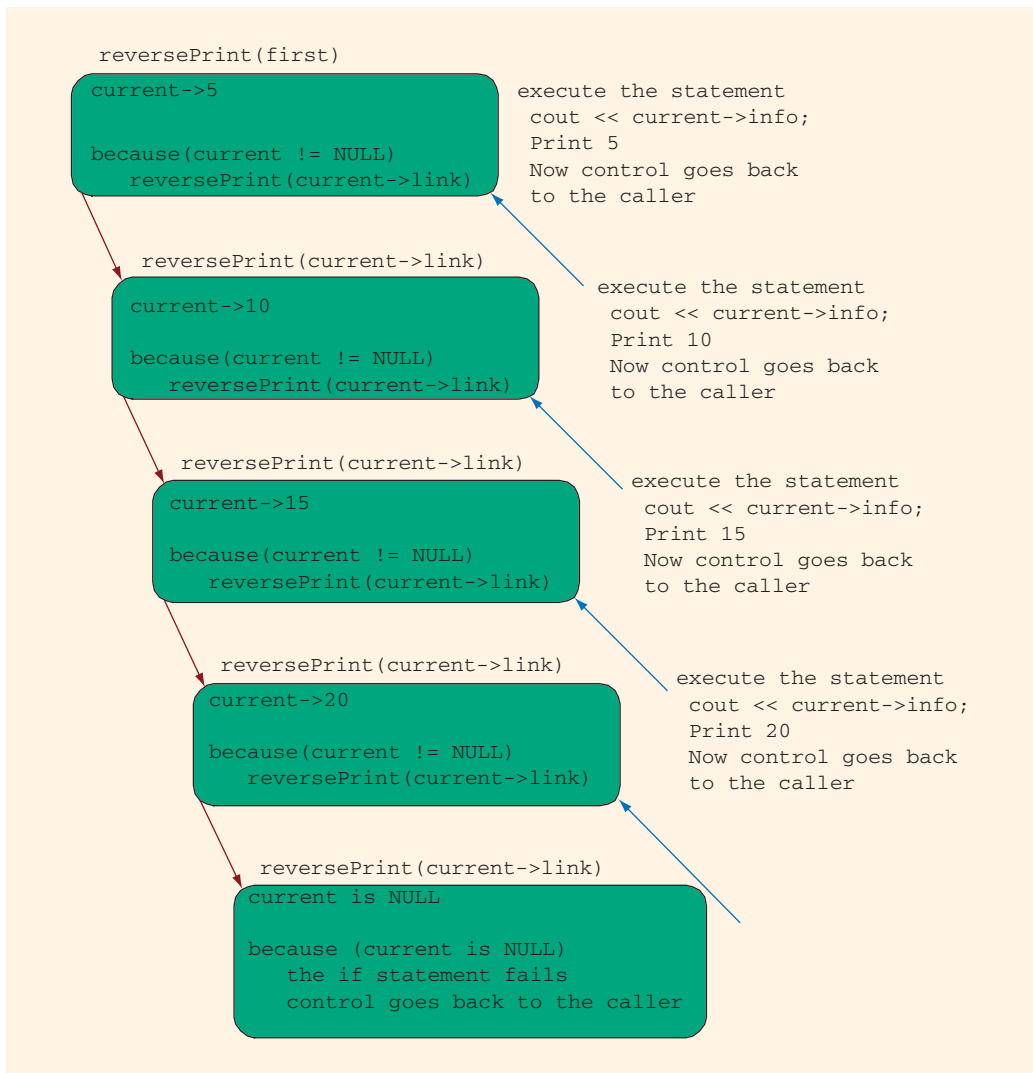 reversePrint(first)
current->5
because(current != NULL)
reversePrint(current->link)
execute the statement
cout << current->info;
Print 5
Now control goes back
to the caller
reversePrint(current->link)
current->10
because(current != NULL)
reversePrint(current->link)
execute the statement
cout << current->info;
Print 10
Now control goes back
to the caller
reversePrint(current->link)
current->15
because(current != NULL)
reversePrint(current->link)
execute the statement
cout << current->info;
Print 15
Now control goes back
to the caller
reversePrint(current->link)
current->20
because(current != NULL)
reversePrint(current->link)
execute the statement
cout << current->info;
Print 20
Now control goes back
to the caller
reversePrint(current->link)
current is NULL
because (current is NULL)
the if statement fails
control goes back to the caller